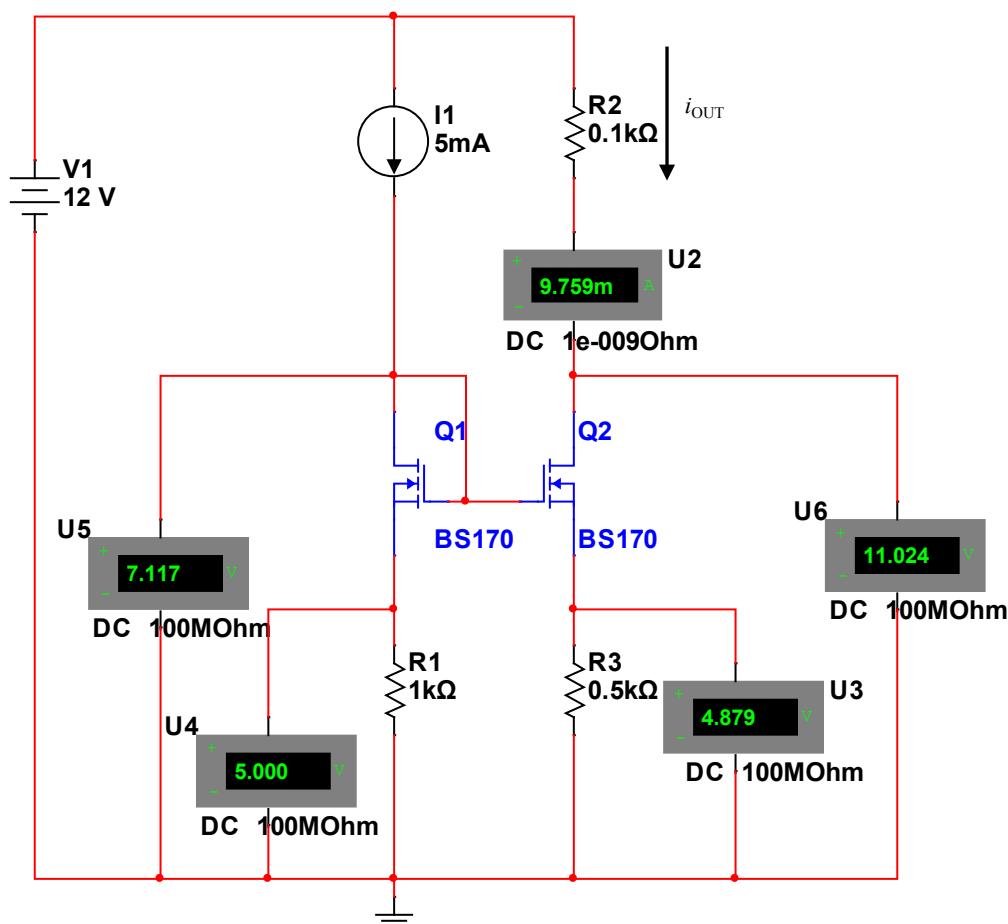 I1
5mA
R2
0.1kΩ
iOUT
V1
12 V
U2
+
9.759m A
−
DC 1e-009Ohm
Q1
Q2
U5
BS170
BS170
U6
+
7.117 V
−
DC 100MOhm
+
11.024 V
−
DC 100MOhm
R1
1kΩ
R3
0.5kΩ
U3
+
4.879 V
−
DC 100MOhm
U4
+
5.000 V
−
DC 100MOhm